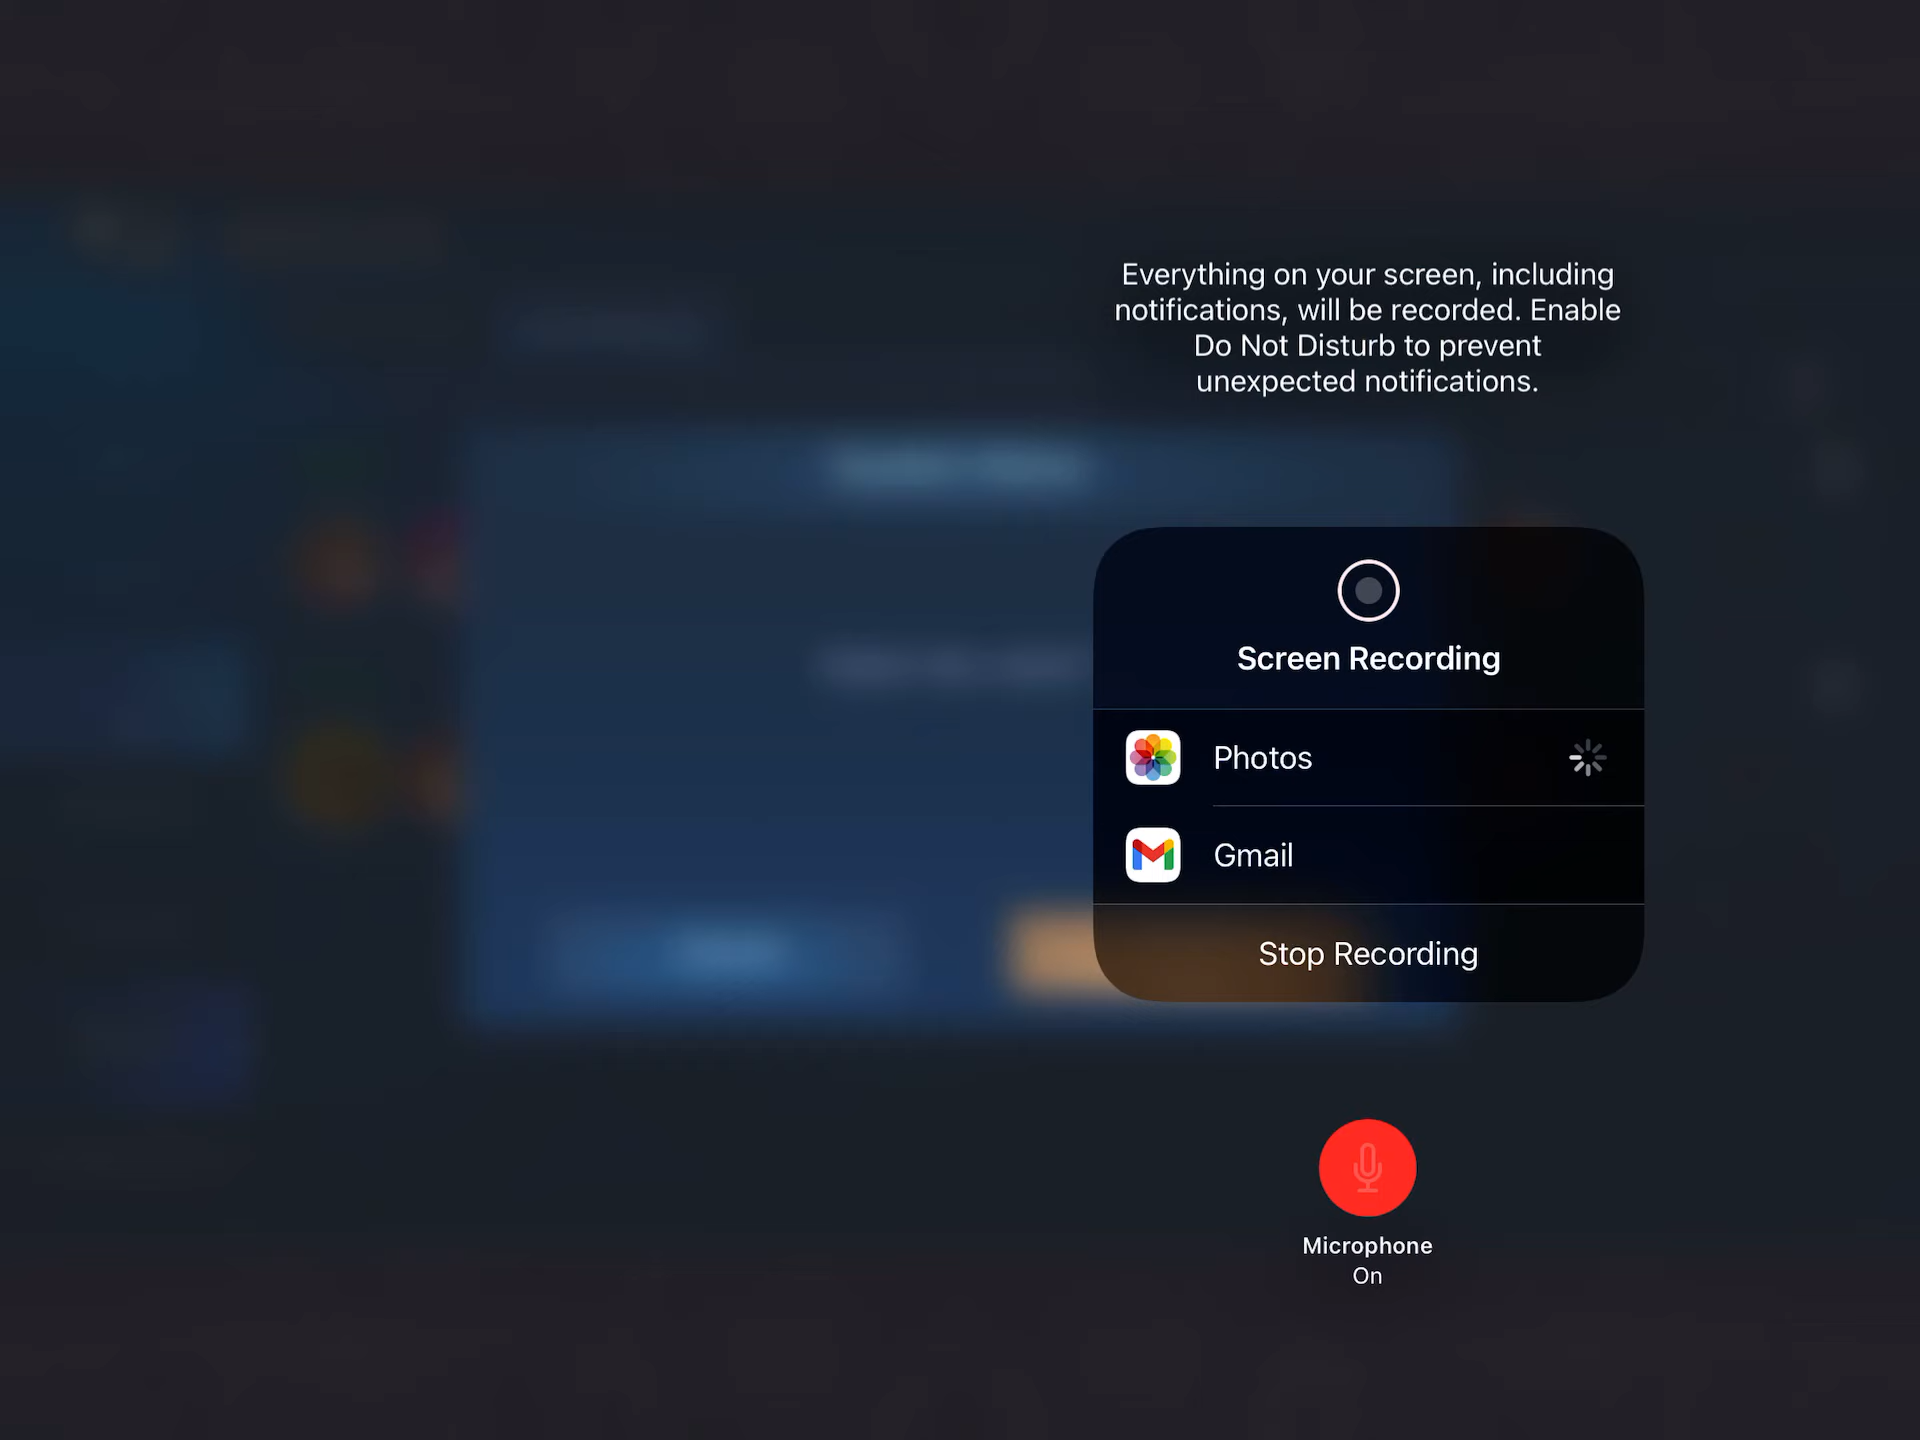 Everything on your screen, including
notifications, will be recorded. Enable
Do Not Disturb to prevent
unexpected notifications.
Screen Recording
Photos
Gmail
Stop Recording
Microphone
On